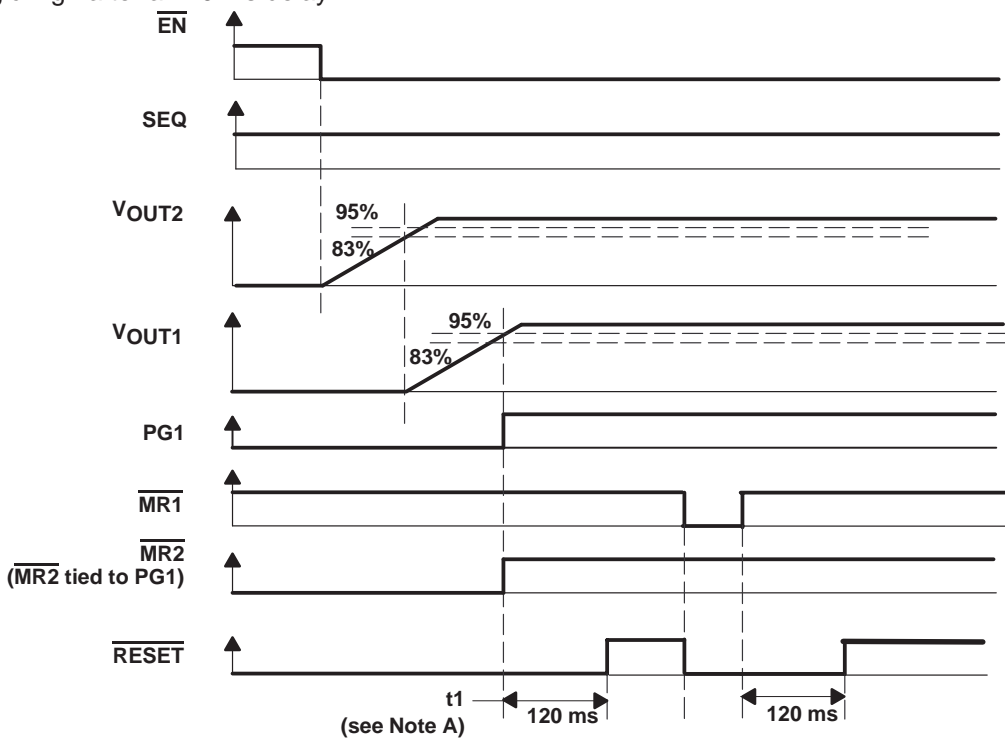 EN
SEQ
VOUT2
95%
83%
VOUT1
95%
83%
PG1
MR1
MR2
(MR2 tied to PG1)
RESET
t1
(see Note A)
120 ms
120 ms